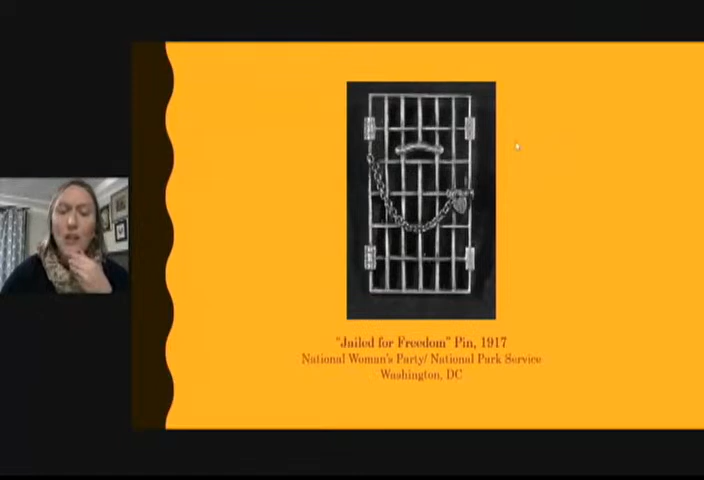 "Jailed for Freedom" Pin, 1917
National Woman's Party/ National Park Service
Washington, DC